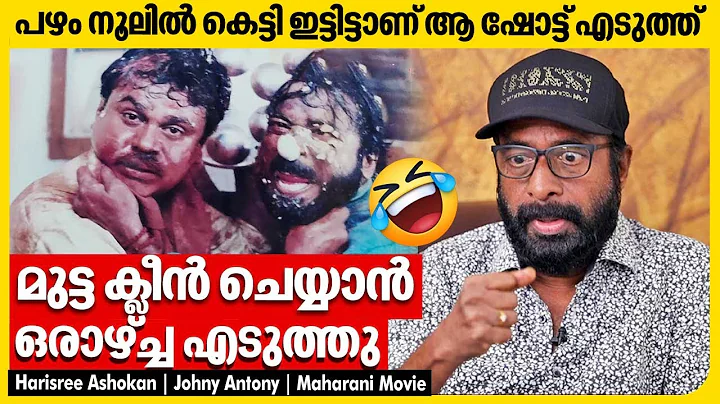 പഴം നൂലിൽ കെട്ടി ഇട്ടിട്ടാണ് ആ ഷോട്ട് എടുത്ത്
മുട്ട ക്ലീൻ ചെയ്യാൻ
ഒരാഴ്ച്ച എടുത്തു
Harisree Ashokan | Johny Antony | Maharani Movie